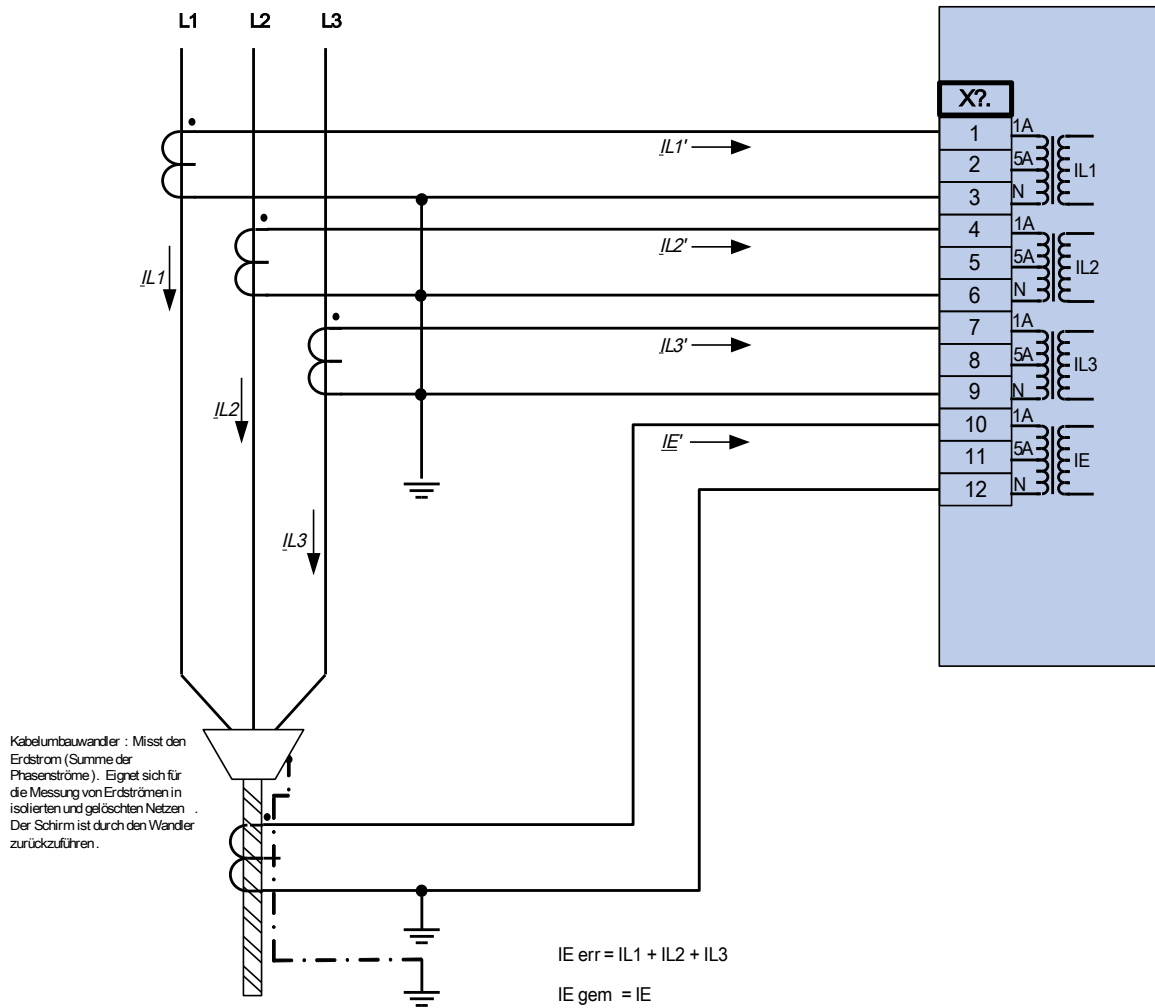 L1 L2 L3
X?.
1 1A
2 5A IL1
3 N
4 1A
5 5A IL2
6 N
7 1A
8 5A IL3
9 N
10 1A
11 5A IE
12 N
IL1'
IL2'
IL3'
IE'
IL1
IL2
IL3
Kabelumbauwandler : Misst den
Erdstrom (Summe der
Phasenströme). Eignet sich für
die Messung von Erdströmen in
isolierten und gelöschten Netzen .
Der Schirm ist durch den Wandler
zurückzuführen .
IE err = IL1 + IL2 + IL3
IE gem = IE